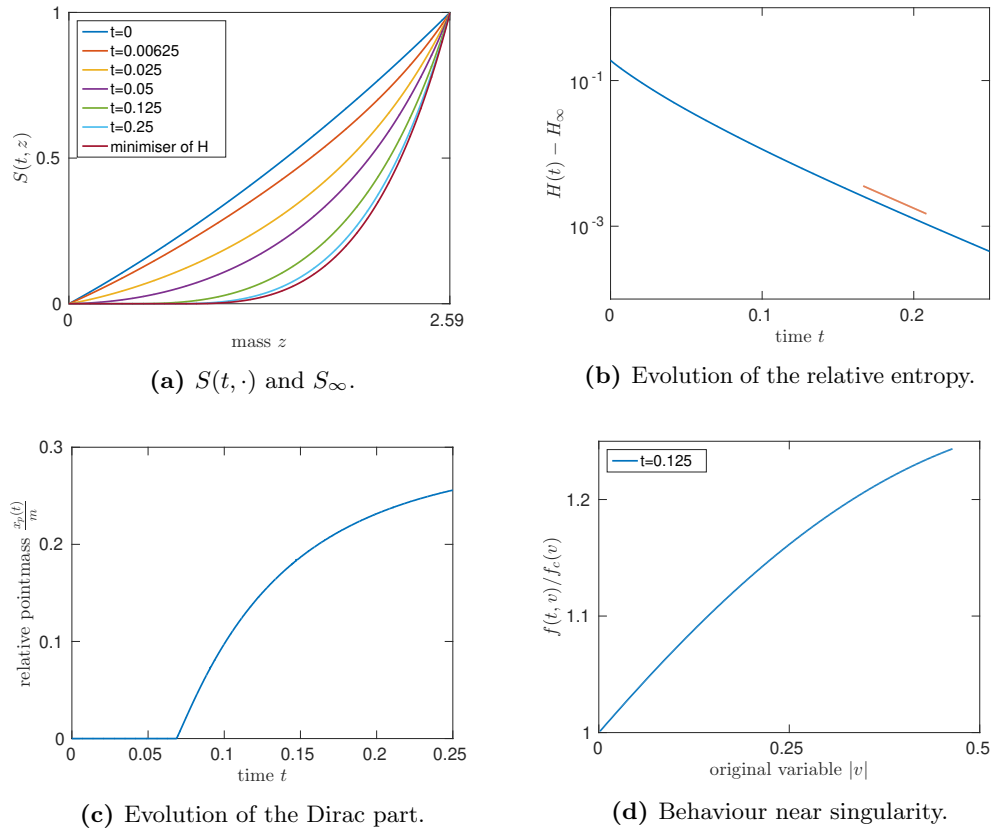 1
0.5
0
S(t, z)
t=0
t=0.00625
t=0.025
t=0.05
t=0.125
t=0.25
minimiser of H
0
2.59
mass z
(a) S(t, ·) and S∞.
10⁻¹
10⁻³
H(t) − H∞
0
0.1
0.2
time t
(b) Evolution of the relative entropy.
0.3
0.2
0.1
0
relative pointmass xₚ(t)/m
0
0.05
0.1
0.15
0.2
0.25
time t
(c) Evolution of the Dirac part.
t=0.125
1.2
1.1
1
f(t, v)/f_c(v)
0
0.25
0.5
original variable |v|
(d) Behaviour near singularity.